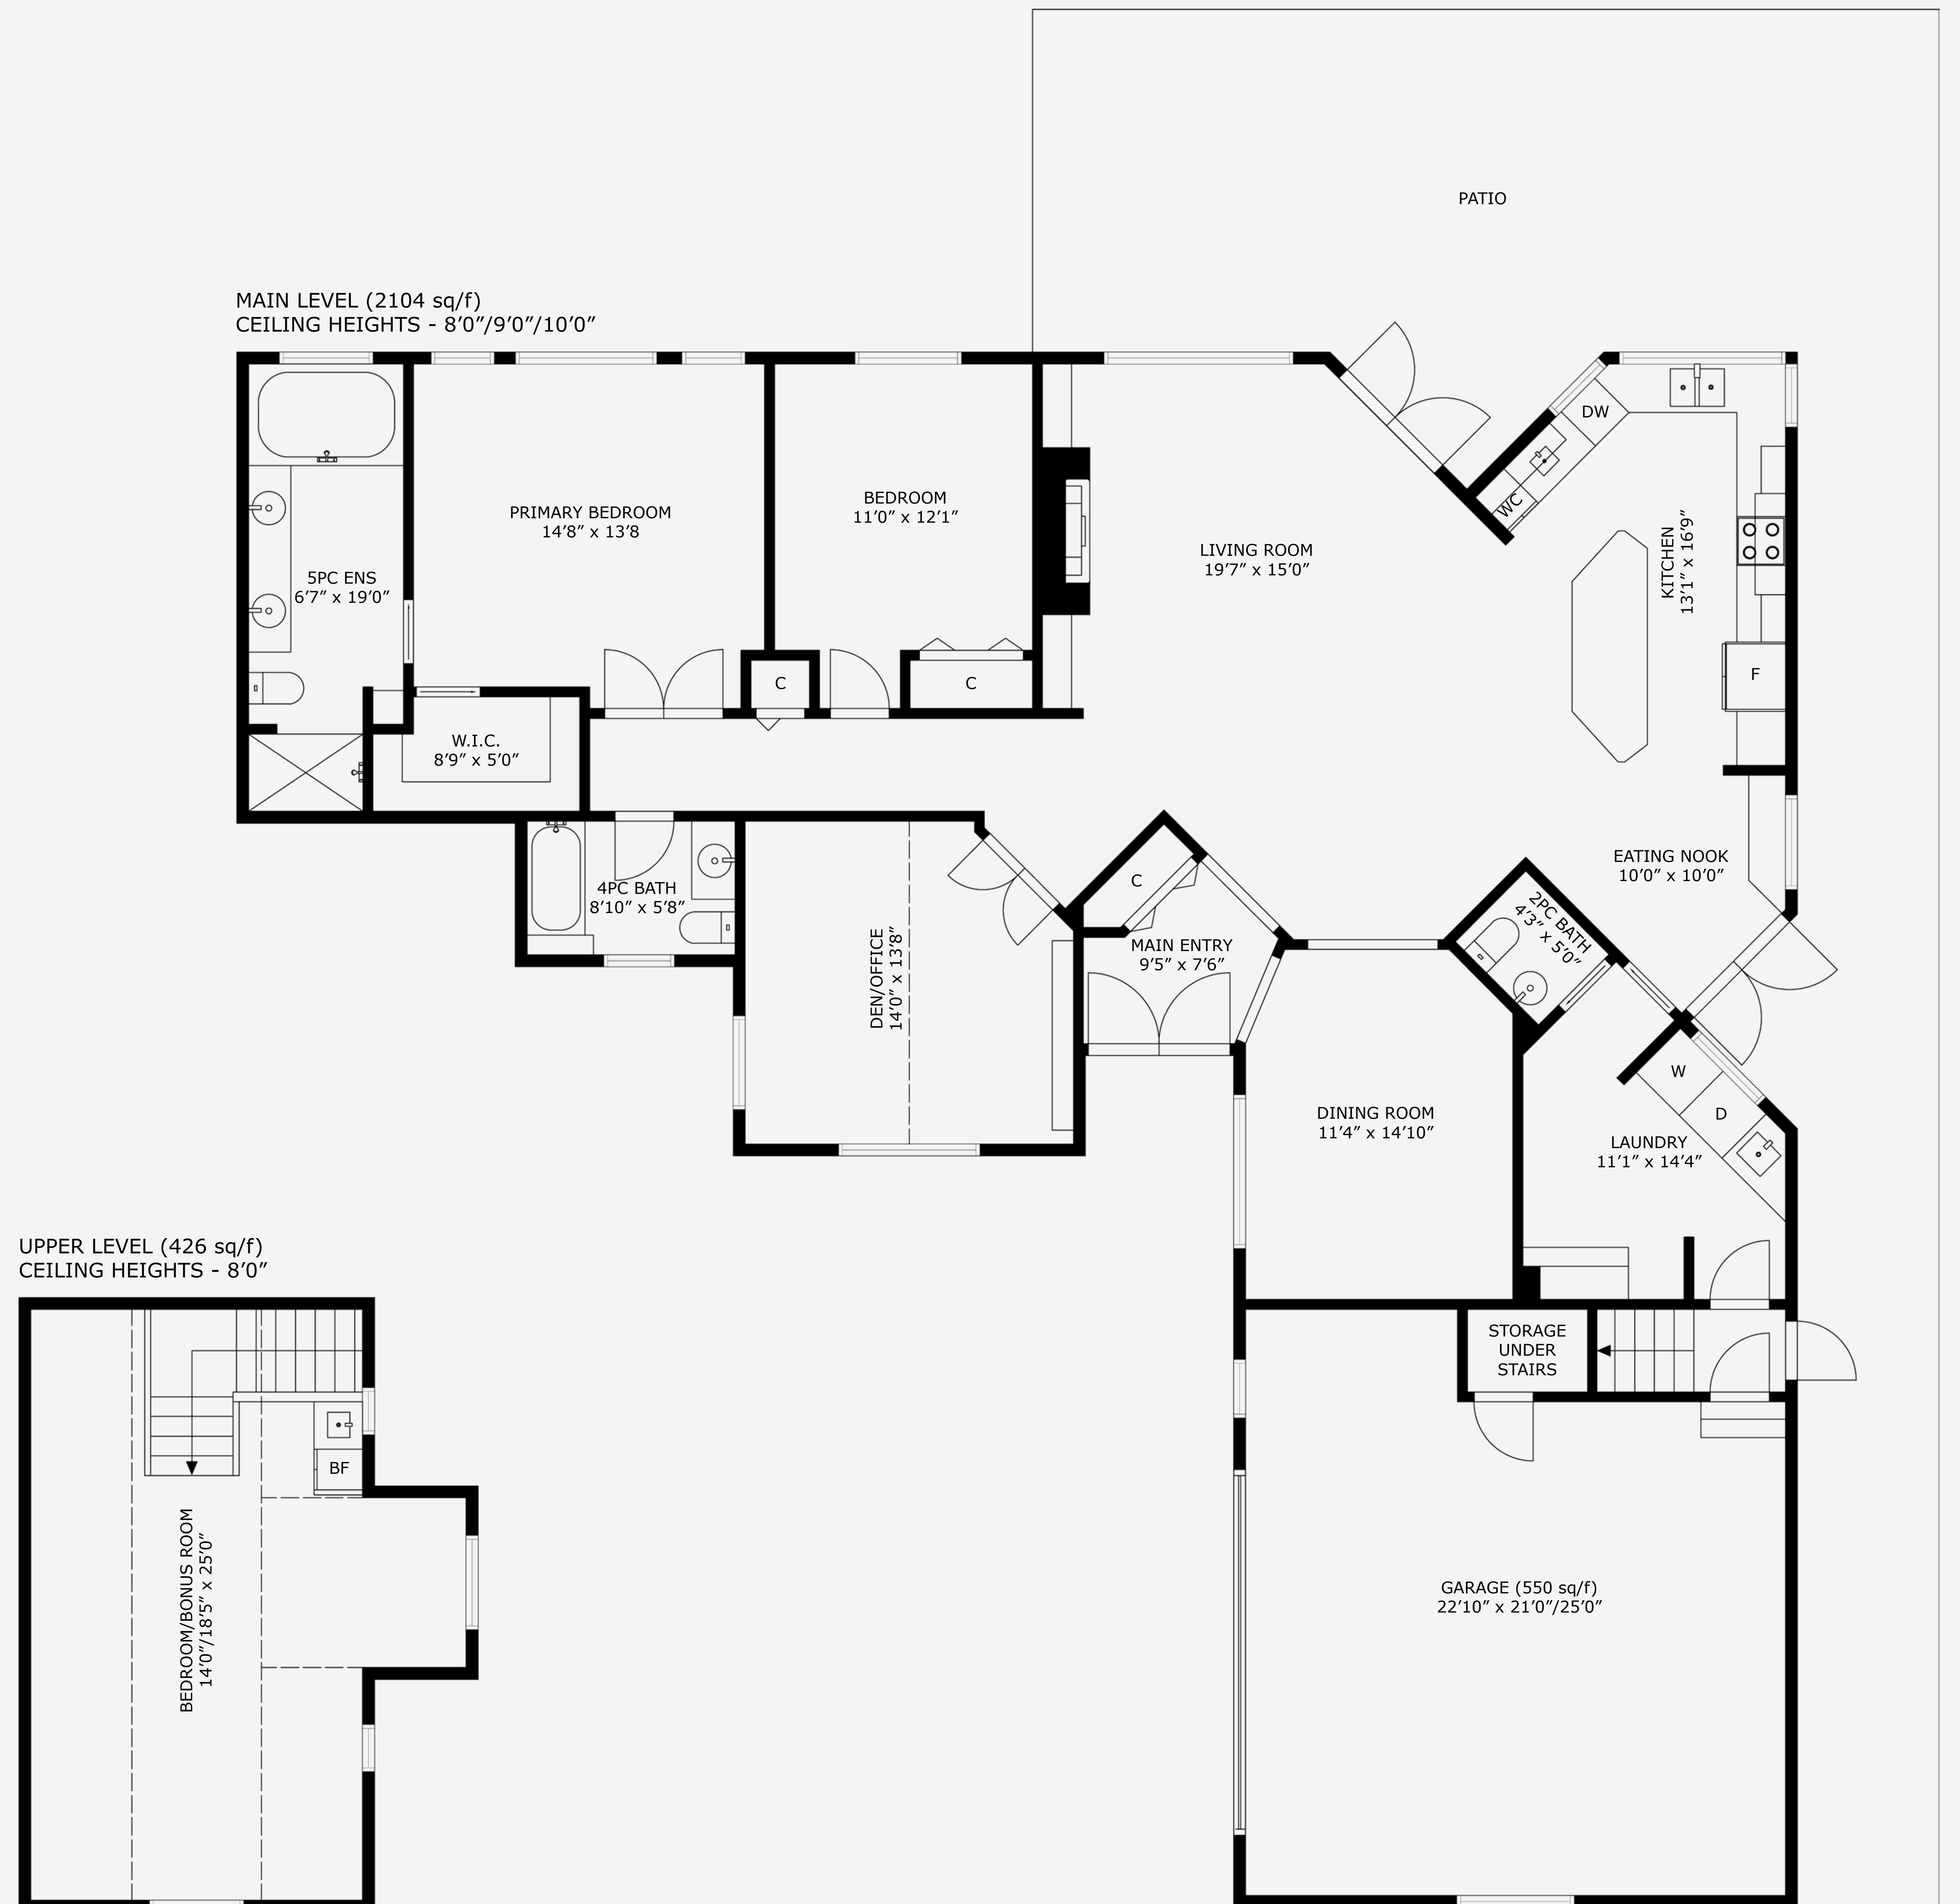 PATIO
MAIN LEVEL (2104 sq/f)
CEILING HEIGHTS - 8’0”/9’0”/10’0”
DW
WC
PRIMARY BEDROOM
14’8” x 13’8
BEDROOM
11’0” x 12’1”
LIVING ROOM
19’7” x 15’0”
KITCHEN
13’1” x 16’9”
5PC ENS
6’7” x 19’0”
C
C
F
W.I.C.
8’9” x 5’0”
EATING NOOK
10’0” x 10’0”
C
4PC BATH
8’10” x 5’8”
2PC BATH
4’3” x 5’0”
MAIN ENTRY
9’5” x 7’6”
DEN/OFFICE
14’0” x 13’8”
W
D
DINING ROOM
11’4” x 14’10”
LAUNDRY
11’1” x 14’4”
UPPER LEVEL (426 sq/f)
CEILING HEIGHTS - 8’0”
STORAGE
UNDER
STAIRS
BF
BEDROOM/BONUS ROOM
14’0”/18’5” x 25’0”
GARAGE (550 sq/f)
22’10” x 21’0”/25’0”